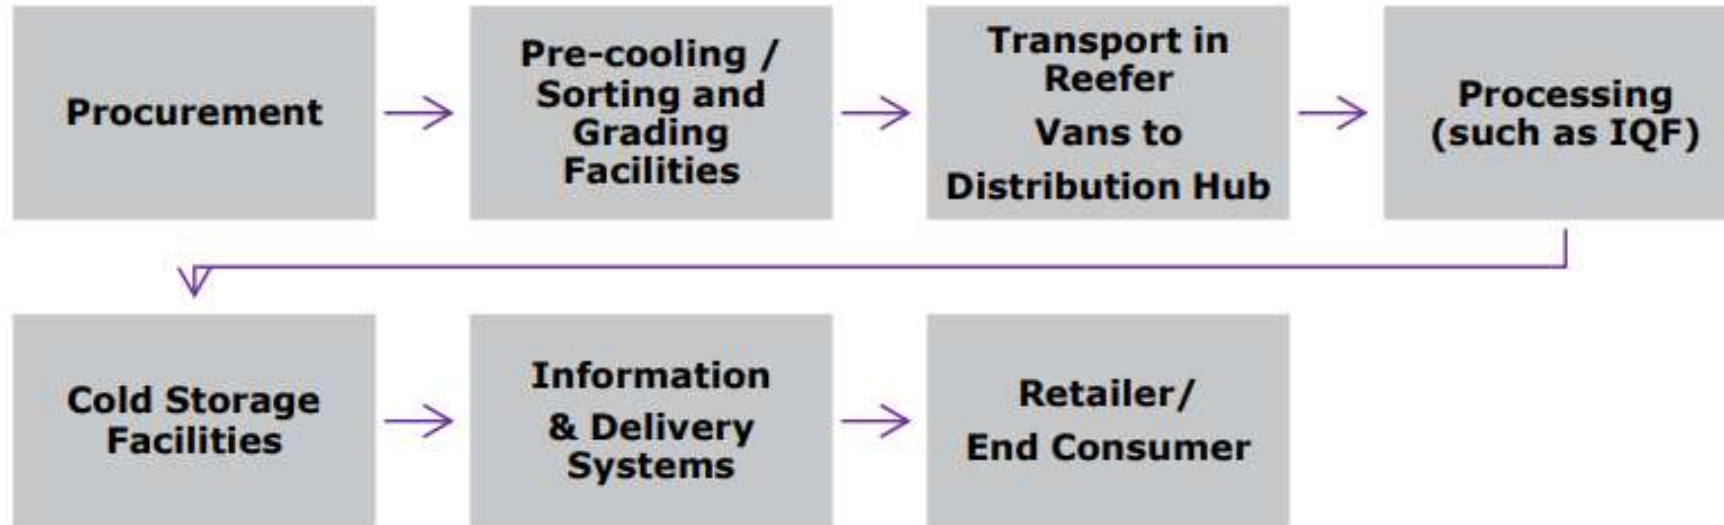 Procurement
Pre-cooling /
Sorting and
Grading
Facilities
Transport in
Reefer
Vans to
Distribution Hub
Processing
(such as IQF)
Cold Storage
Facilities
Information
& Delivery
Systems
Retailer/
End Consumer